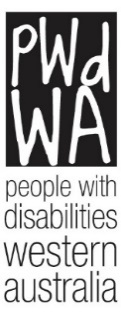 PWd
WA
people with
disabilities
western
australia